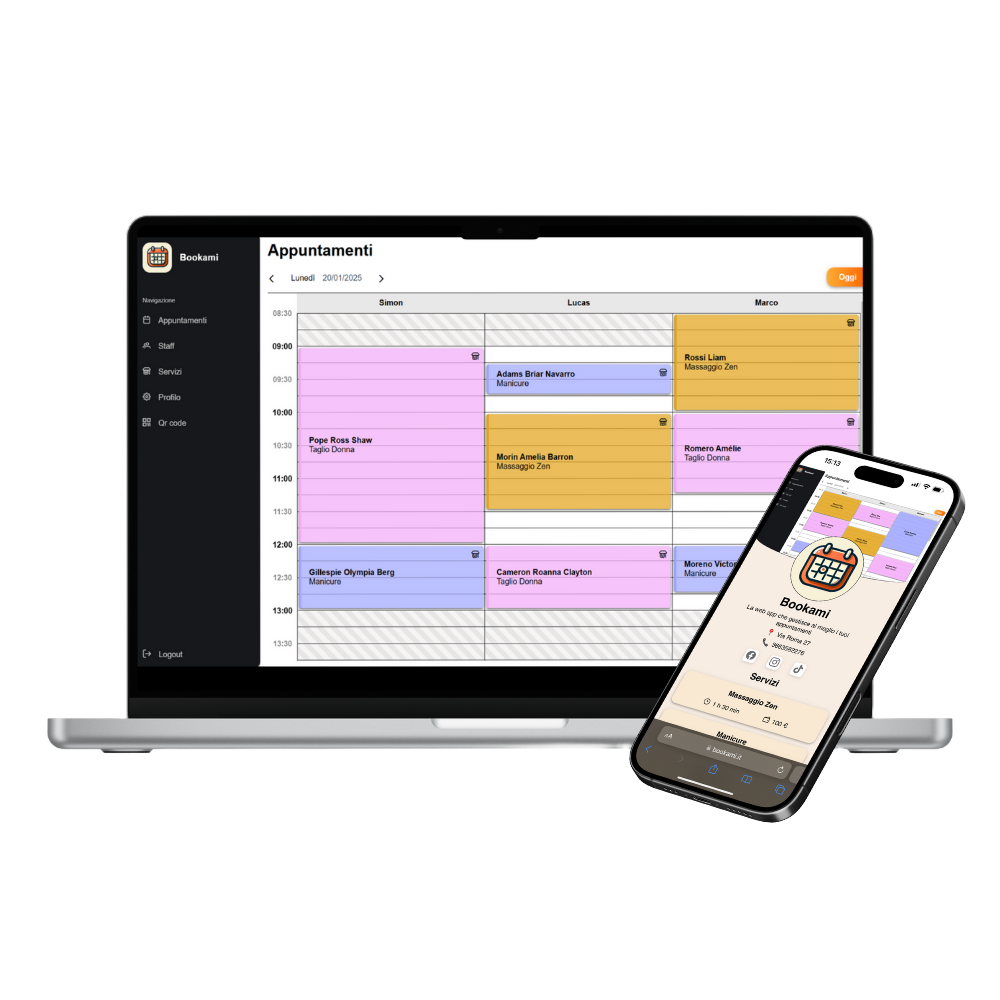 Bookami
Navigazione
Appuntamenti
Staff
Servizi
Profilo
Qr code
Logout
Appuntamenti
Lunedì 20/01/2025
Oggi
Simon Lucas Marco
08:30
09:00
09:30
10:00
10:30
11:00
11:30
12:00
12:30
13:00
13:30
Pope Ross Shaw
Taglio Donna
Gillespie Olympia Berg
Manicure
Adams Briar Navarro
Manicure
Morin Amelia Barron
Massaggio Zen
Cameron Roanna Clayton
Taglio Donna
Rossi Liam
Massaggio Zen
Romero Amélie
Taglio Donna
Moreno Victor
Manicure
15:13
Appuntamenti
Bookami
La web app che gestisce al meglio i tuoi
appuntamenti
Via Roma 27
Servizi
Massaggio Zen
1 h 30 min 100 €
Manicure
AA bookami.it